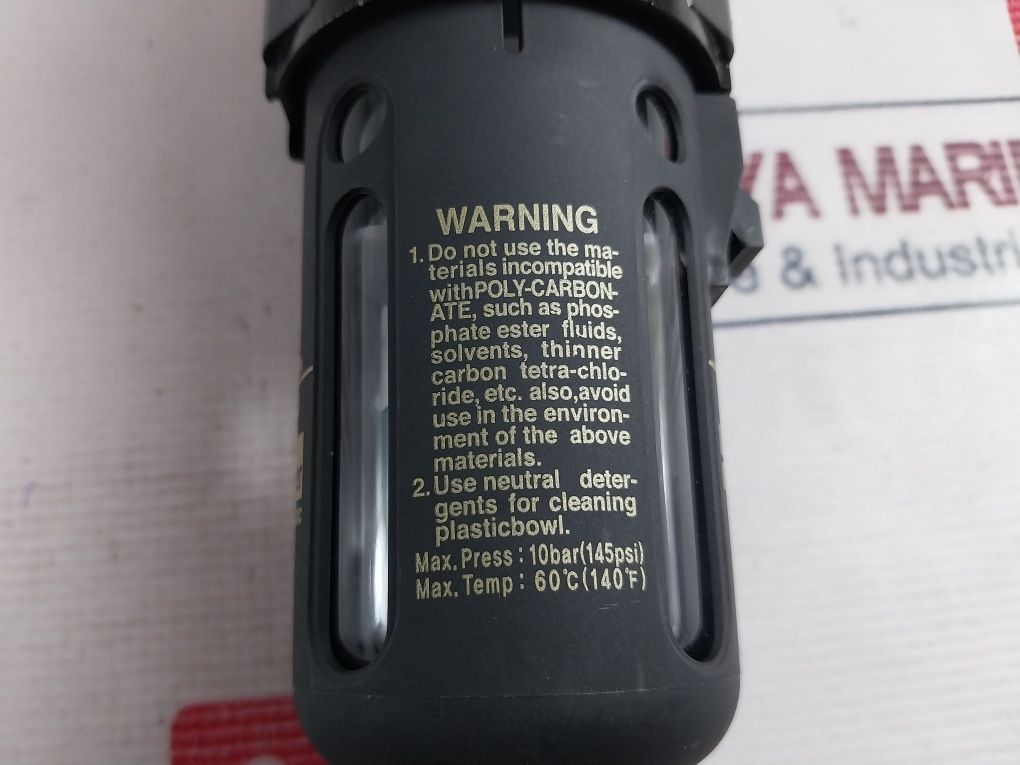 WARNING
1. Do not use the ma-
terials incompatible
withPOLY-CARBON-
ATE, such as phos-
phate ester fluids,
solvents, thinner
carbon tetra-chlo-
ride, etc. also,avoid
use in the environ-
ment of the above
materials.
2. Use neutral deter-
gents for cleaning
plasticbowl.
Max. Press : 10bar(145psi)
Max. Temp : 60°C(140°F)
YA MARIN
& Industri